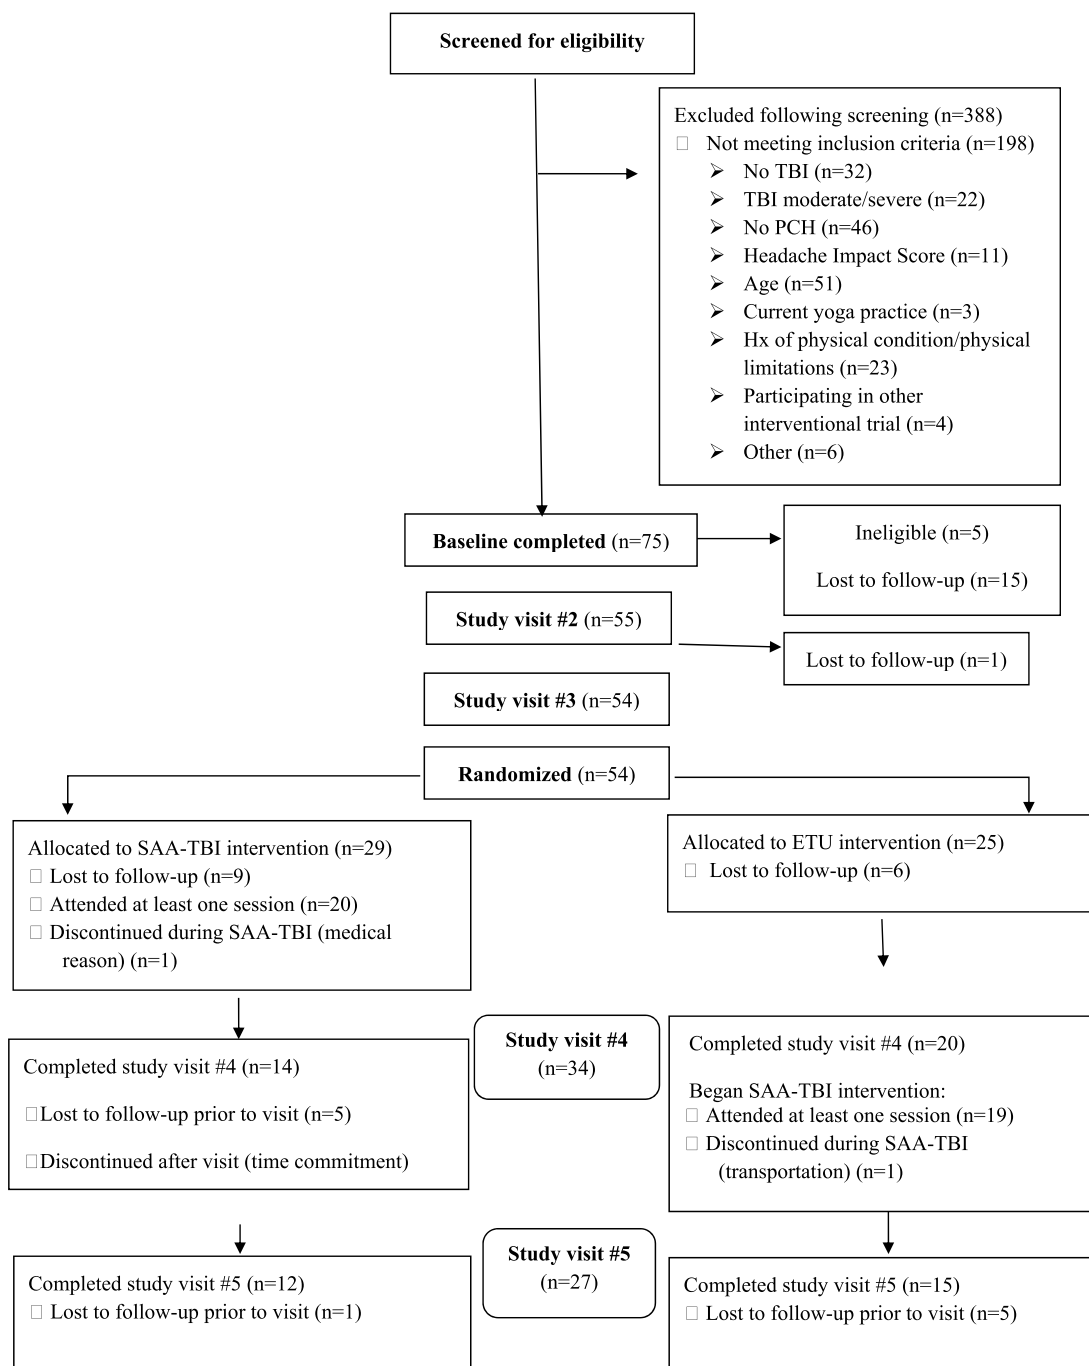 Screened for eligibility
Excluded following screening (n=388)
Not meeting inclusion criteria (n=198)
No TBI (n=32)
TBI moderate/severe (n=22)
No PCH (n=46)
Headache Impact Score (n=11)
Age (n=51)
Current yoga practice (n=3)
Hx of physical condition/physical
limitations (n=23)
Participating in other
interventional trial (n=4)
Other (n=6)
Baseline completed (n=75)
Ineligible (n=5)
Lost to follow-up (n=15)
Study visit #2 (n=55)
Lost to follow-up (n=1)
Study visit #3 (n=54)
Randomized (n=54)
Allocated to SAA-TBI intervention (n=29)
Lost to follow-up (n=9)
Attended at least one session (n=20)
Discontinued during SAA-TBI (medical
reason) (n=1)
Allocated to ETU intervention (n=25)
Lost to follow-up (n=6)
Completed study visit #4 (n=14)
Lost to follow-up prior to visit (n=5)
Discontinued after visit (time commitment)
Study visit #4
(n=34)
Completed study visit #4 (n=20)
Began SAA-TBI intervention:
Attended at least one session (n=19)
Discontinued during SAA-TBI
(transportation) (n=1)
Completed study visit #5 (n=12)
Lost to follow-up prior to visit (n=1)
Study visit #5
(n=27)
Completed study visit #5 (n=15)
Lost to follow-up prior to visit (n=5)